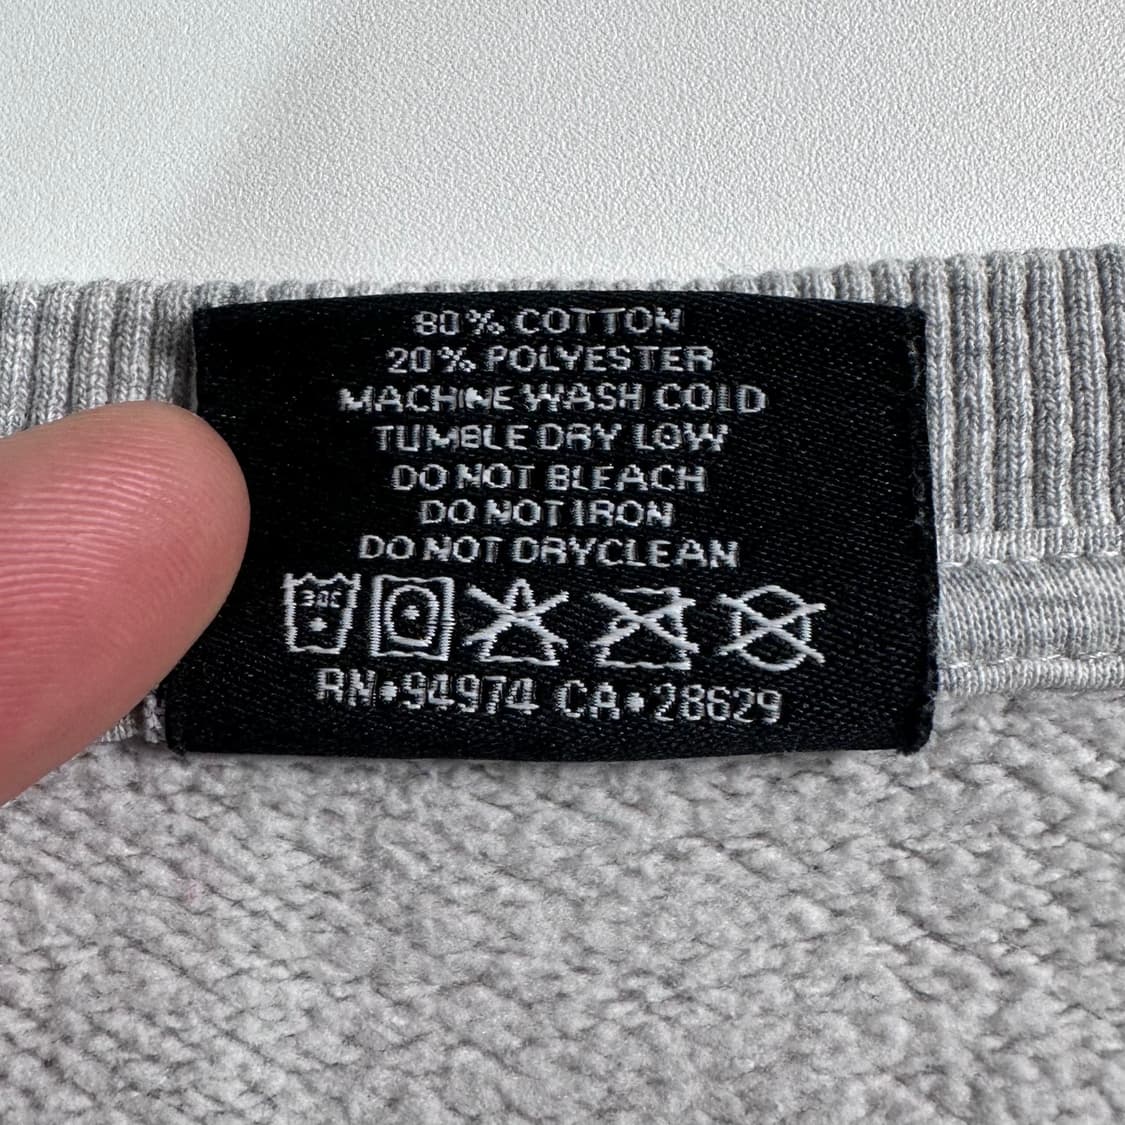 80% COTTON
20% POLYESTER
MACHINE WASH COLD
TUMBLE DRY LOW
DO NOT BLEACH
DO NOT IRON
DO NOT DRYCLEAN
30C
RN•94974 CA•28629